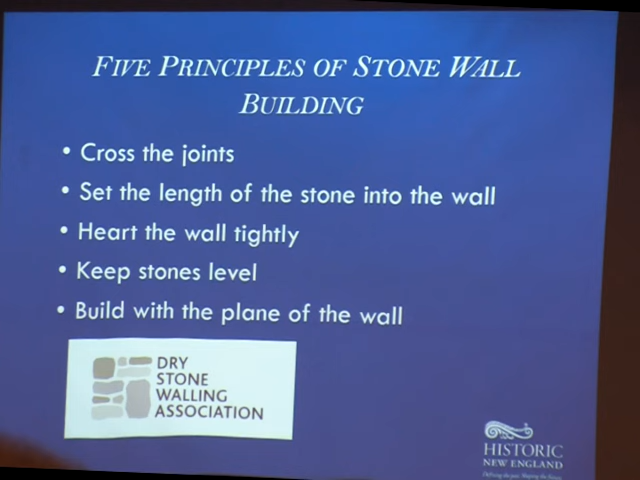 FIVE PRINCIPLES OF STONE WALL
BUILDING
• Cross the joints
• Set the length of the stone into the wall
• Heart the wall tightly
• Keep stones level
• Build with the plane of the wall
DRY
STONE
WALLING
ASSOCIATION
HISTORIC
NEW ENGLAND